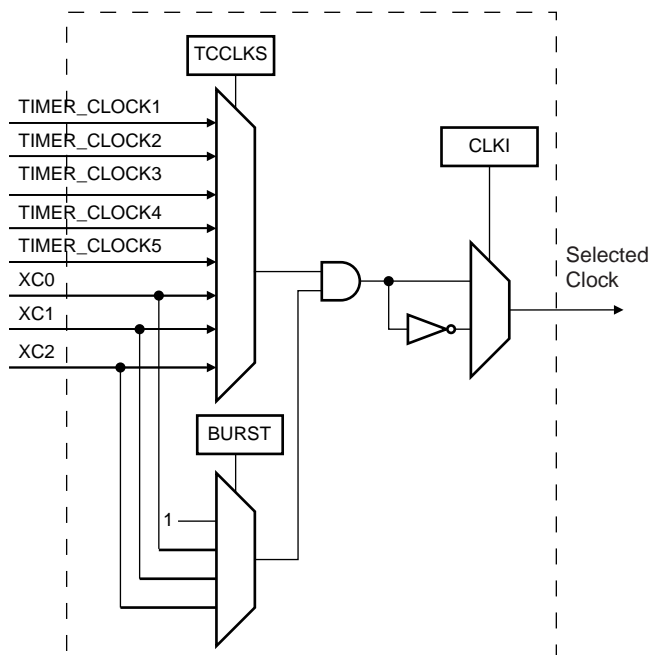 TCCLKS
TIMER_CLOCK1
TIMER_CLOCK2
TIMER_CLOCK3
TIMER_CLOCK4
TIMER_CLOCK5
XC0
XC1
XC2
CLKI
Selected
Clock
BURST
1